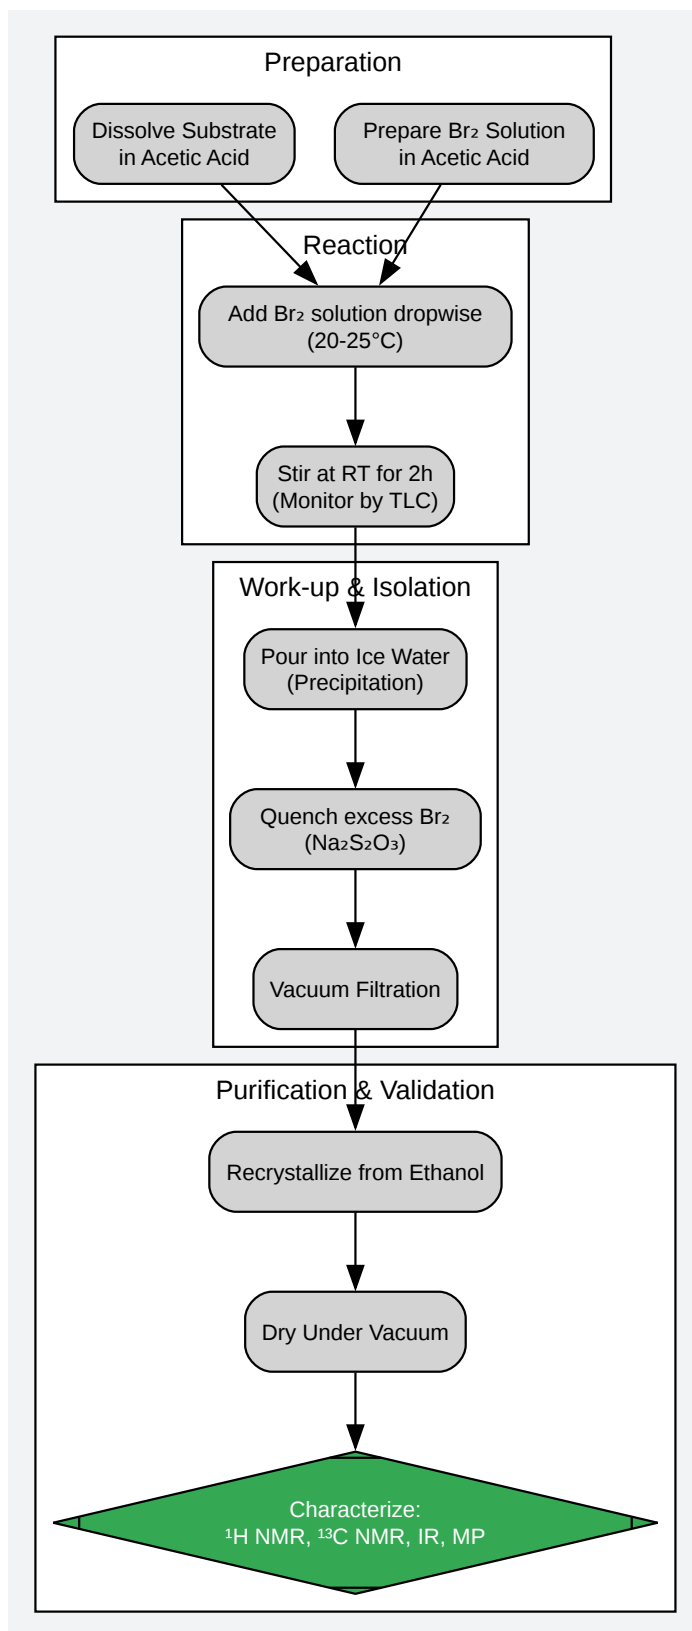 Preparation
Dissolve Substrate
in Acetic Acid
Prepare Br₂ Solution
in Acetic Acid
Reaction
Add Br₂ solution dropwise
(20-25°C)
Stir at RT for 2h
(Monitor by TLC)
Work-up & Isolation
Pour into Ice Water
(Precipitation)
Quench excess Br₂
(Na₂S₂O₃)
Vacuum Filtration
Purification & Validation
Recrystallize from Ethanol
Dry Under Vacuum
Characterize:
¹H NMR, ¹³C NMR, IR, MP